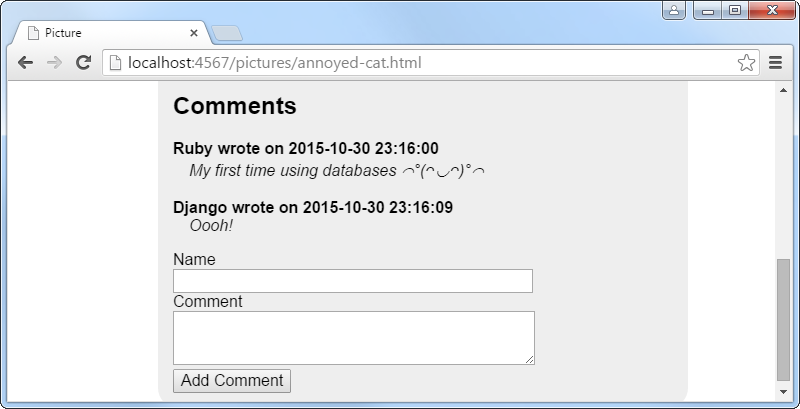 Picture
localhost:4567/pictures/annoyed-cat.html
Comments
Ruby wrote on 2015-10-30 23:16:00
My first time using databases ⌒°(ᴖ◡ᴖ)°⌒
Django wrote on 2015-10-30 23:16:09
Oooh!
Name
Comment
Add Comment